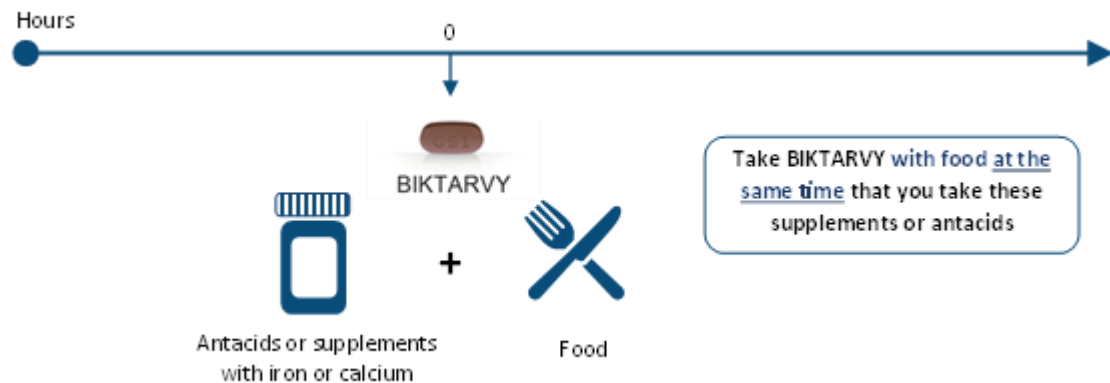 Hours
0
GSI
BIKTARVY
Take BIKTARVY with food at the
same time that you take these
supplements or antacids
+
Antacids or supplements
with iron or calcium
Food